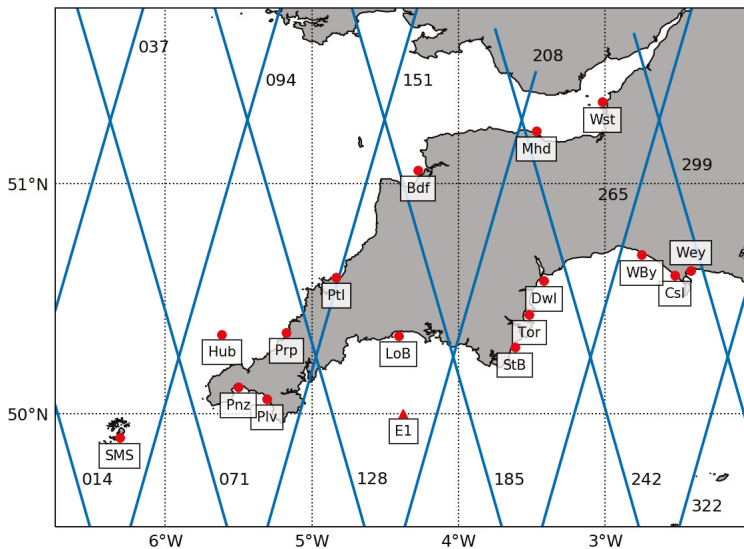 037
094
151
208
Wst
Mhd
299
51°N
Bdf
265
Wey
WBy
Csl
Ptl
Dwl
Tor
Hub
Prp
LoB
StB
Pnz
Plv
50°N
E1
SMS
014
071
128
185
242
322
6°W
5°W
4°W
3°W